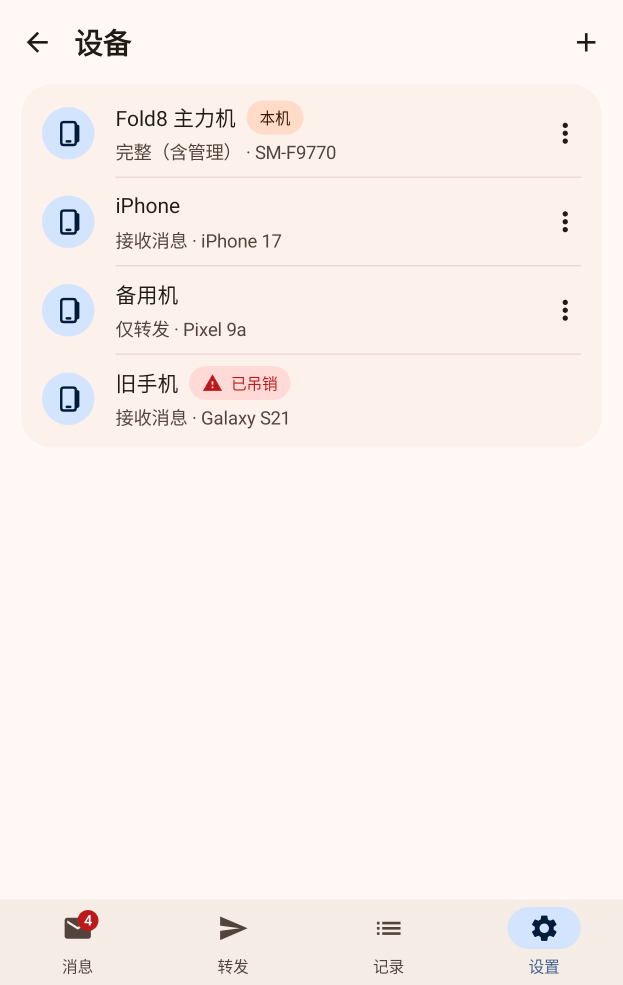 设备
Fold8 主力机 本机
完整（含管理） · SM-F9770
iPhone
接收消息 · iPhone 17
备用机
仅转发 · Pixel 9a
旧手机 已吊销
接收消息 · Galaxy S21
4
消息 转发 记录 设置